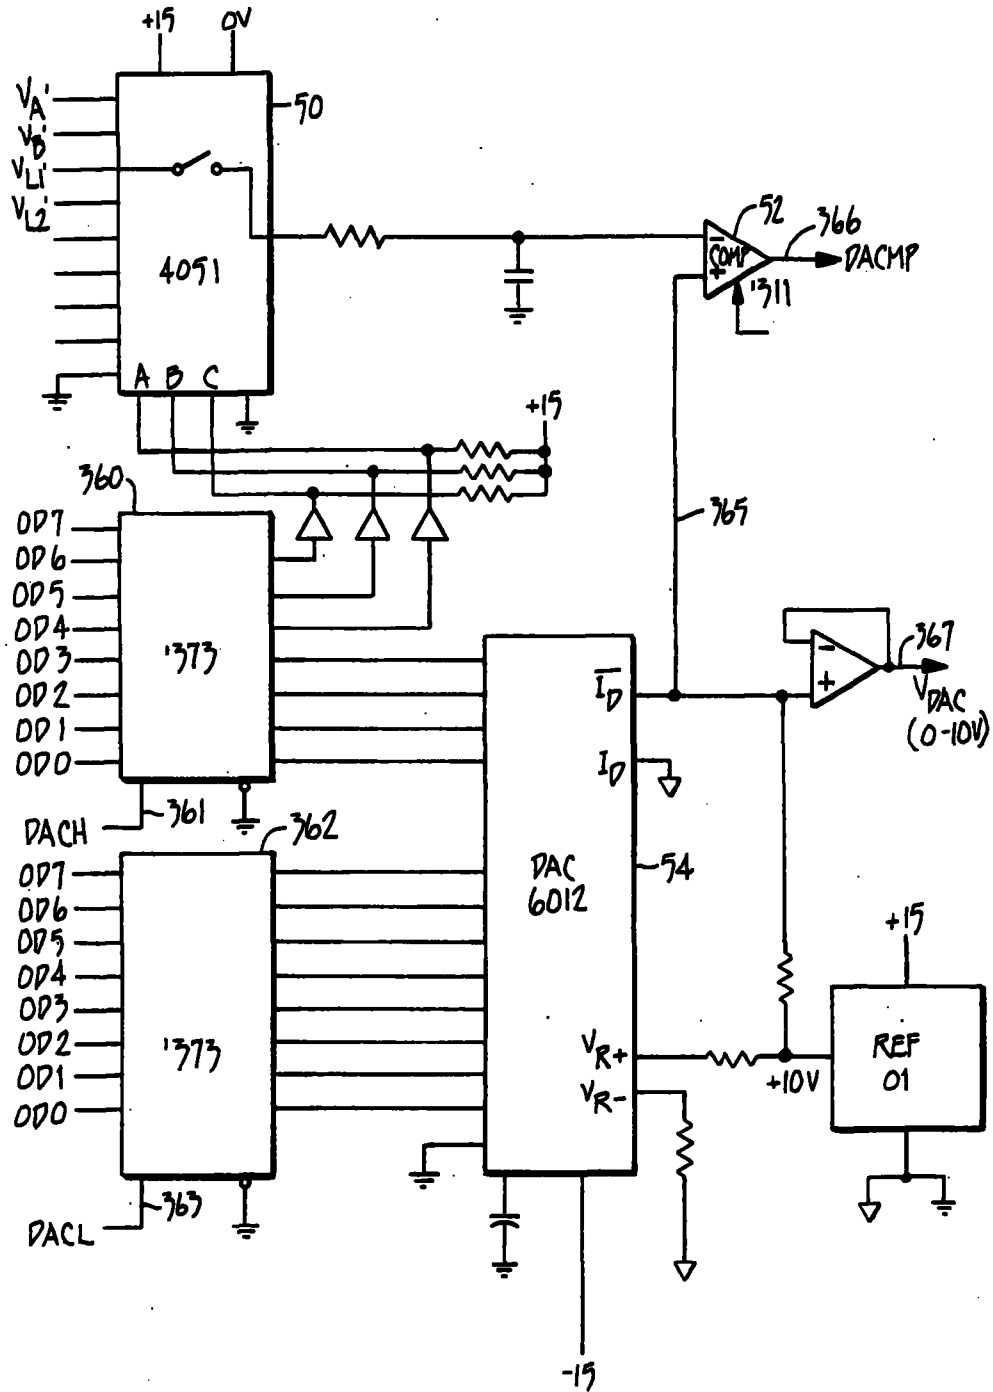 +15
0V
VA'
50
VB'
VL1'
VL2'
4051
A B C
52
366
COMP
-
+
DACMP
'311
+15
360
365
OD7
OD6
OD5
OD4
OD3
OD2
OD1
OD0
'373
361
DACH
ID
ID
-
+
367
VDAC
(0-10V)
362
OD7
OD6
OD5
OD4
OD3
OD2
OD1
OD0
'373
363
DACL
DAC
6012
54
VR+
VR-
+15
REF
01
+10V
-15